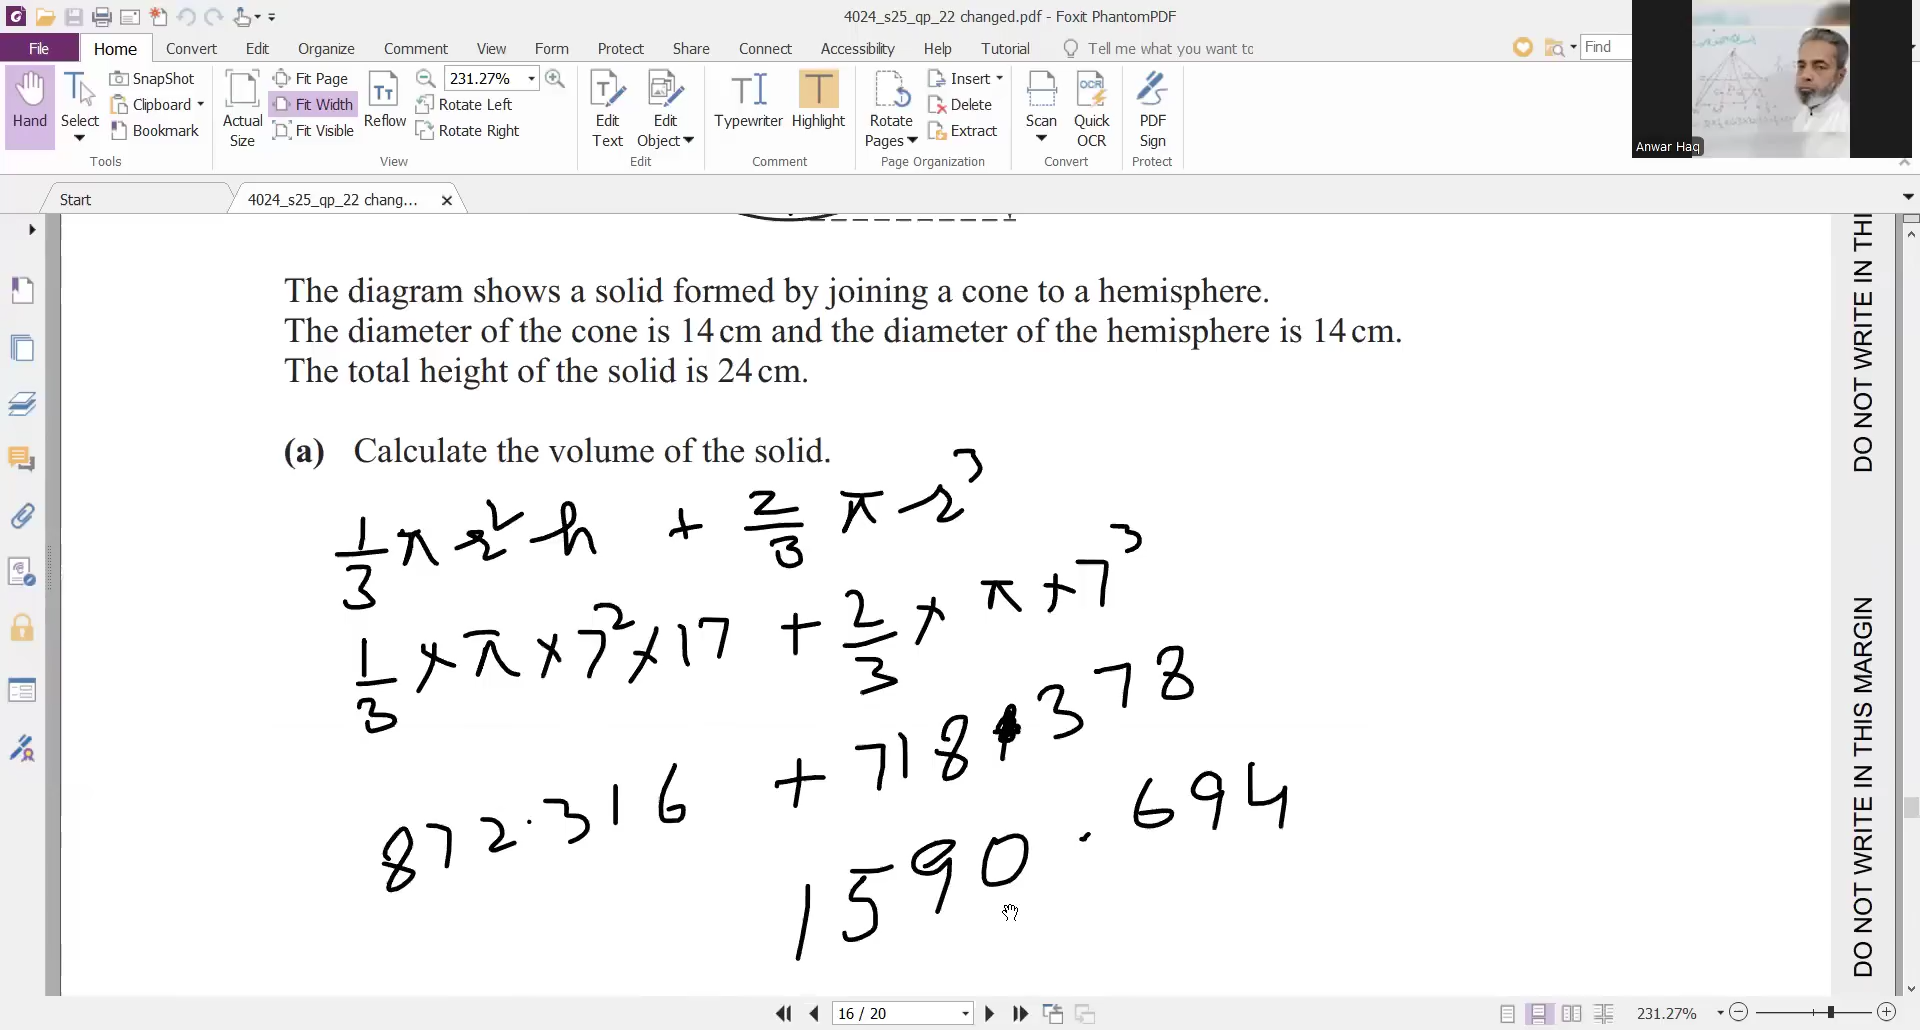 4024_s25_qp_22 changed.pdf - Foxit PhantomPDF
File Home Convert Edit Organize Comment View Form Protect Share Connect Accessibility Help Tutorial Tell me what you want to Find
Hand
Select
SnapShot
Clipboard
Bookmark
Tools
Actual Size
Fit Page
Fit Width
Fit Visible
Reflow
231.27%
Rotate Left
Rotate Right
View
Edit Text
Edit Object
Edit
Typewriter
Highlight
Comment
Rotate Pages
Insert
Delete
Extract
Page Organization
Scan
Quick OCR
Convert
PDF Sign
Protect
Anwar Haq
Start
4024_s25_qp_22 chang...
The diagram shows a solid formed by joining a cone to a hemisphere.
The diameter of the cone is 14 cm and the diameter of the hemisphere is 14 cm.
The total height of the solid is 24 cm.
(a) Calculate the volume of the solid.
1/3 π r² h + 2/3 π r³
1/3 × π × 7² × 17 + 2/3 × π × 7³
872.316 + 718.378
1590.694
DO NOT WRITE IN THI
DO NOT WRITE IN THIS MARGIN
16 / 20
231.27%